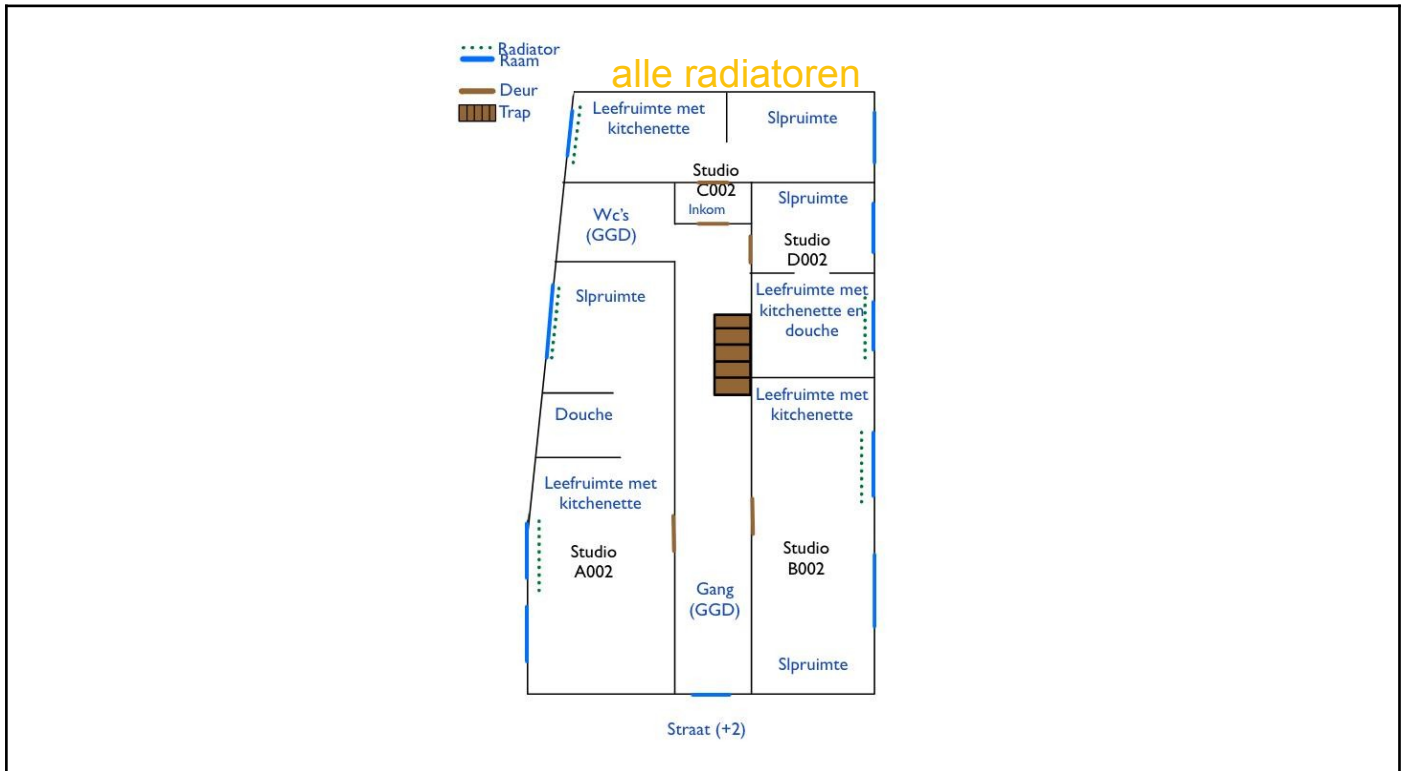 Radiator
Raam
Deur
Trap
alle radiatoren
Leefruimte met
kitchenette
Slpruimte
Studio
C002
Inkom
Wc's
(GGD)
Slpruimte
Studio
D002
Leefruimte met
kitchenette en
douche
Slpruimte
Douche
Leefruimte met
kitchenette
Leefruimte met
kitchenette
Studio
A002
Studio
B002
Gang
(GGD)
Slpruimte
Straat (+2)